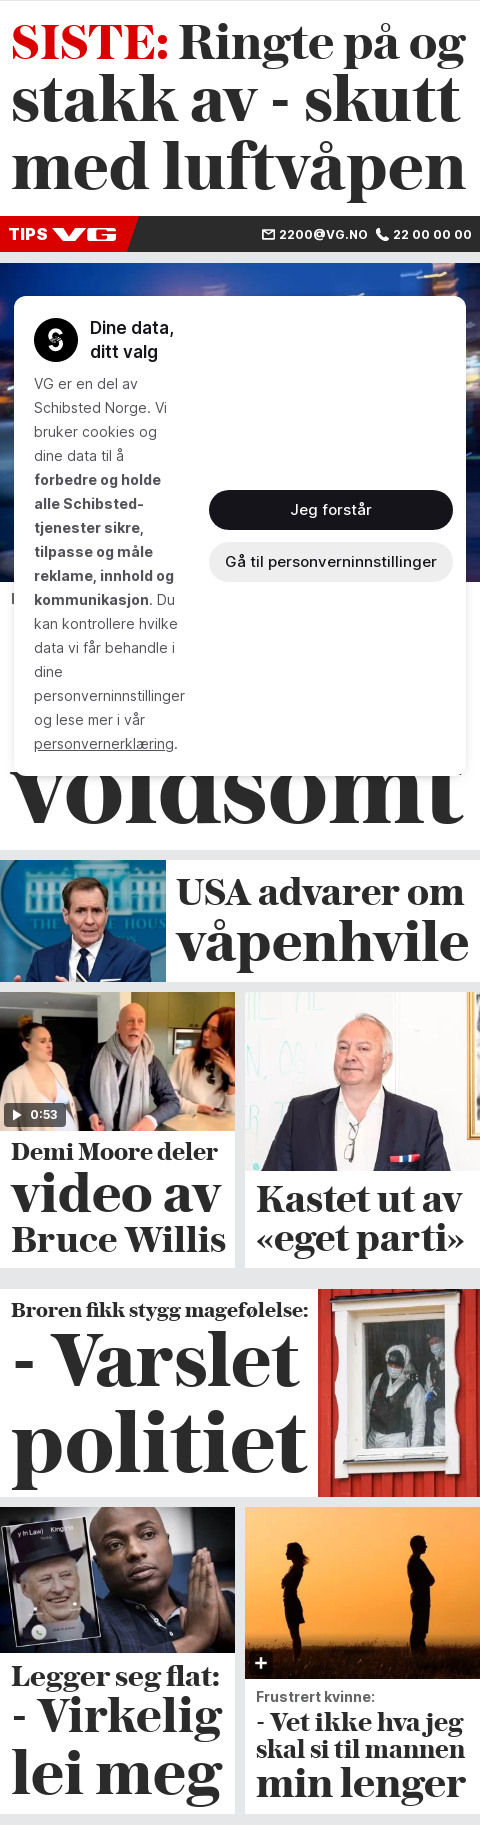 SISTE: Ringte på og
stakk av - skutt
med luftvåpen
TIPS VG
2200@VG.NO 22 00 00 00
Dine data,
ditt valg
VG er en del av
Schibsted Norge. Vi
bruker cookies og
dine data til å
forbedre og holde
alle Schibsted-
tjenester sikre,
tilpasse og måle
reklame, innhold og
kommunikasjon. Du
kan kontrollere hvilke
data vi får behandle i
dine
personverninnstillinger
og lese mer i vår
personvernerklæring.
Jeg forstår
Gå til personverninnstillinger
voldsomt
USA advarer om
våpenhvile
0:53
Demi Moore deler
video av
Bruce Willis
Kastet ut av
«eget parti»
Broren fikk stygg magefølelse:
- Varslet
politiet
Legger seg flat:
- Virkelig
lei meg
Frustrert kvinne:
- Vet ikke hva jeg
skal si til mannen
min lenger